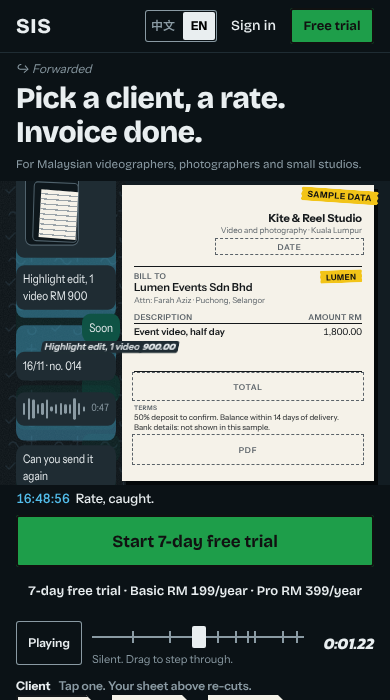 SIS
中文 EN Sign in Free trial
↪ Forwarded
Pick a client, a rate.
Invoice done.
For Malaysian videographers, photographers and small studios.
SAMPLE DATA
Kite & Reel Studio
Video and photography · Kuala Lumpur
DATE
Highlight edit, 1
video RM 900
BILL TO
LUMEN
Lumen Events Sdn Bhd
Attn: Farah Aziz · Puchong, Selangor
DESCRIPTION AMOUNT RM
Soon
Event video, half day 1,800.00
Highlight edit, 1 video 900.00
16/11 · no. 014
TOTAL
0:47
TERMS
50% deposit to confirm. Balance within 14 days of delivery.
Bank details: not shown in this sample.
PDF
Can you send it
again
16:48:56 Rate, caught.
Start 7-day free trial
7-day free trial · Basic RM 199/year · Pro RM 399/year
Playing
0:01.22
Silent. Drag to step through.
Client Tap one. Your sheet above re-cuts.